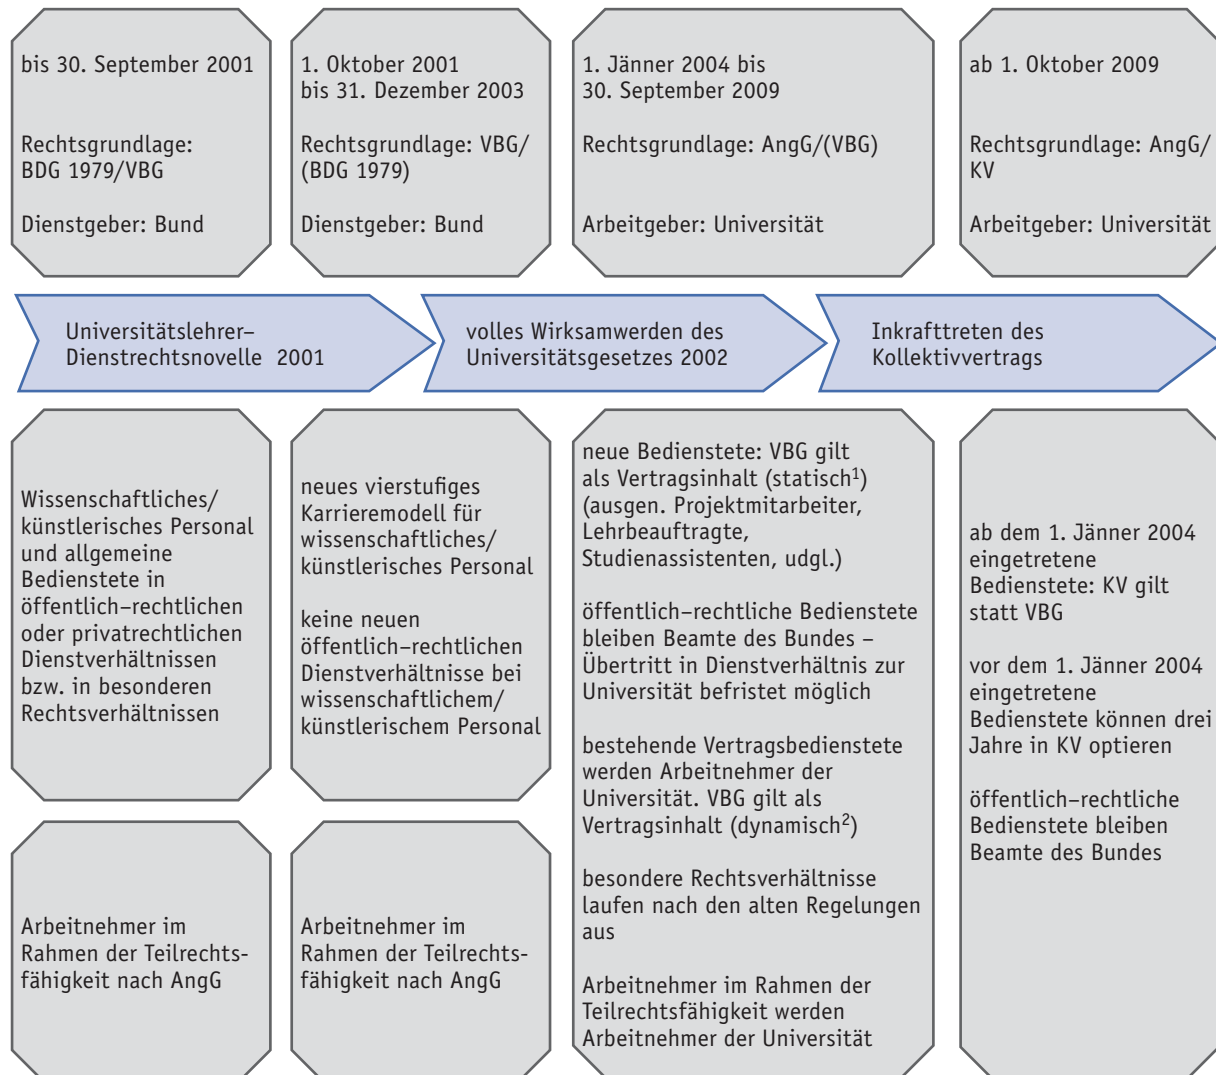 bis 30. September 2001
Rechtsgrundlage:
BDG 1979/VBG
Dienstgeber: Bund
1. Oktober 2001
bis 31. Dezember 2003
Rechtsgrundlage: VBG/
(BDG 1979)
Dienstgeber: Bund
1. Jänner 2004 bis
30. September 2009
Rechtsgrundlage: AngG/(VBG)
Arbeitgeber: Universität
ab 1. Oktober 2009
Rechtsgrundlage: AngG/
KV
Arbeitgeber: Universität
Universitätslehrer–
Dienstrechtsnovelle 2001
volles Wirksamwerden des
Universitätsgesetzes 2002
Inkrafttreten des
Kollektivvertrags
Wissenschaftliches/
künstlerisches Personal
und allgemeine
Bedienstete in
öffentlich–rechtlichen
oder privatrechtlichen
Dienstverhältnissen
bzw. in besonderen
Rechtsverhältnissen
Arbeitnehmer im
Rahmen der Teilrechts-
fähigkeit nach AngG
neues vierstufiges
Karrieremodell für
wissenschaftliches/
künstlerisches Personal
keine neuen
öffentlich–rechtlichen
Dienstverhältnisse bei
wissenschaftlichem/
künstlerischem Personal
Arbeitnehmer im
Rahmen der Teilrechts-
fähigkeit nach AngG
neue Bedienstete: VBG gilt
als Vertragsinhalt (statisch¹)
(ausgen. Projektmitarbeiter,
Lehrbeauftragte,
Studienassistenten, udgl.)
öffentlich–rechtliche Bedienstete
bleiben Beamte des Bundes –
Übertritt in Dienstverhältnis zur
Universität befristet möglich
bestehende Vertragsbedienstete
werden Arbeitnehmer der
Universität. VBG gilt als
Vertragsinhalt (dynamisch²)
besondere Rechtsverhältnisse
laufen nach den alten Regelungen
aus
Arbeitnehmer im Rahmen der
Teilrechtsfähigkeit werden
Arbeitnehmer der Universität
ab dem 1. Jänner 2004
eingetretene
Bedienstete: KV gilt
statt VBG
vor dem 1. Jänner 2004
eingetretene
Bedienstete können drei
Jahre in KV optieren
öffentlich–rechtliche
Bedienstete bleiben
Beamte des Bundes